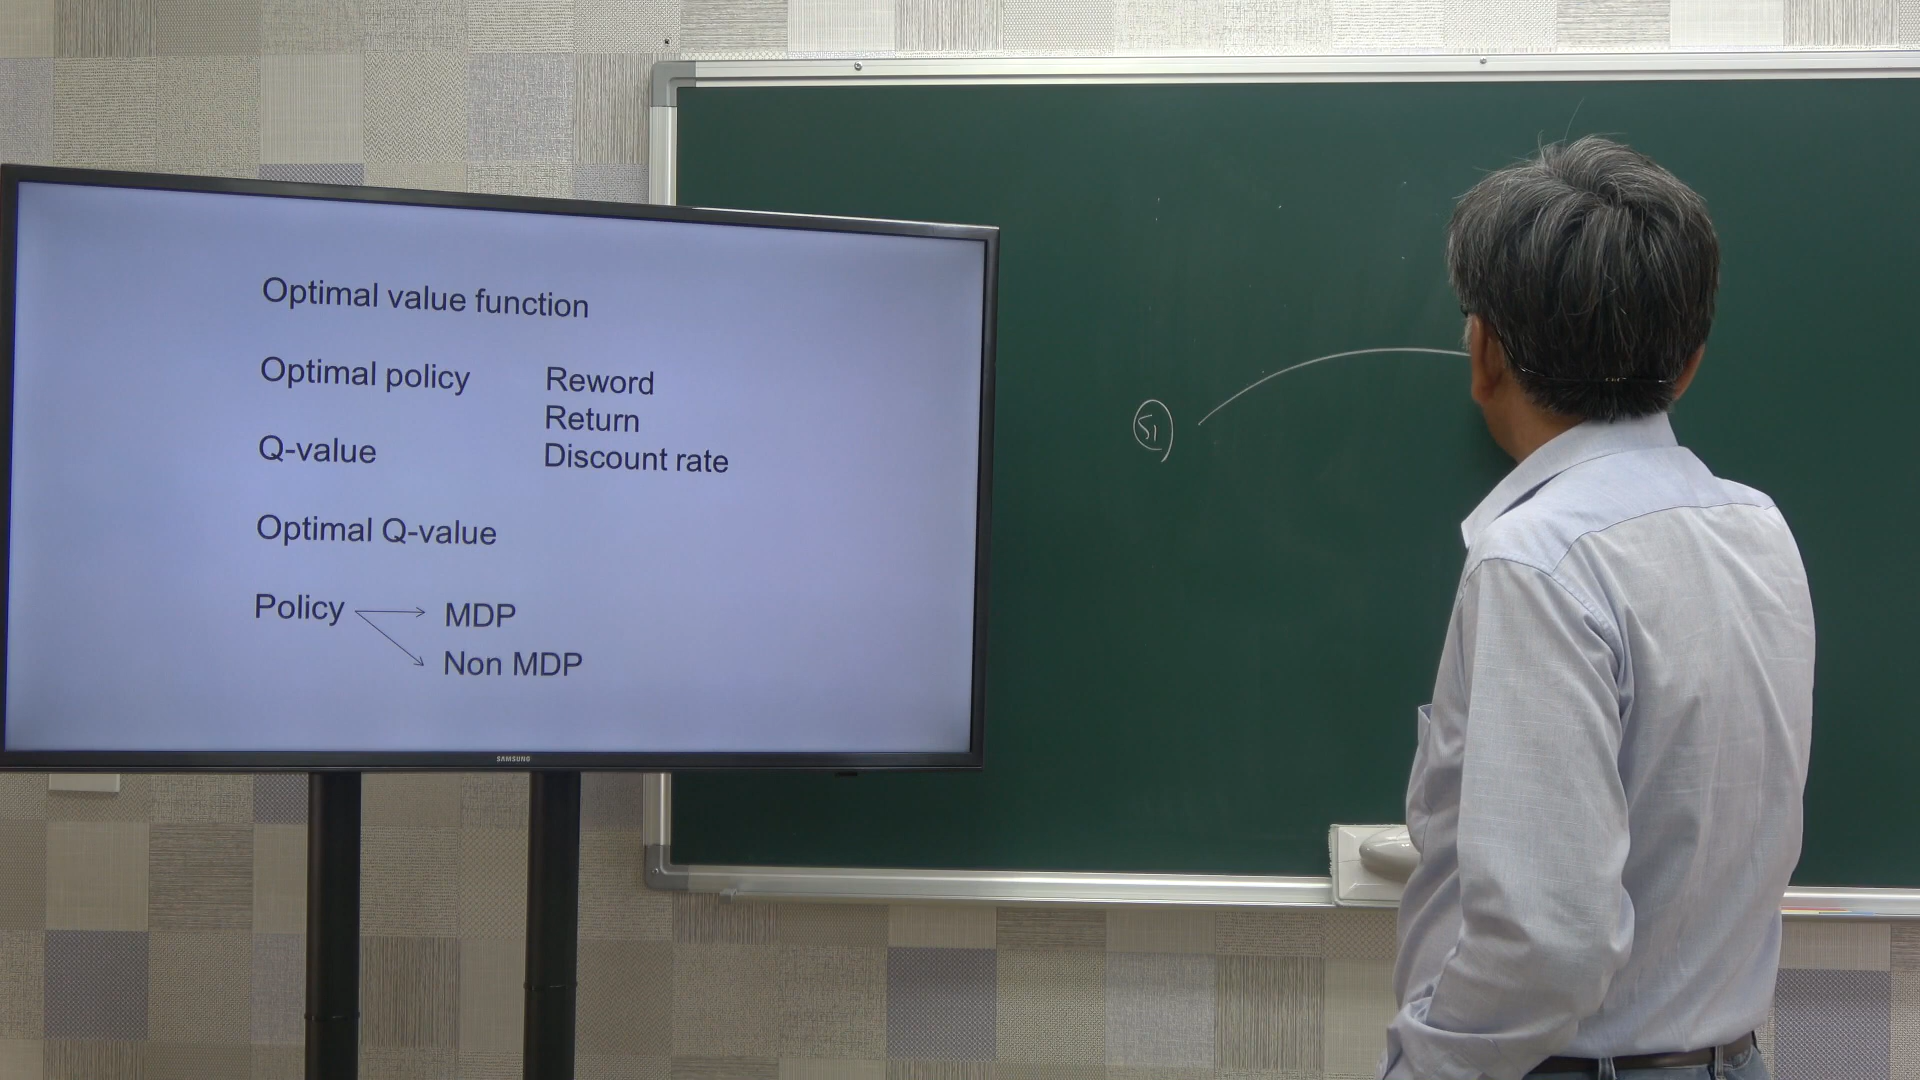 Optimal value function
Optimal policy
Reword
Return
Q-value
Discount rate
Optimal Q-value
Policy
MDP
Non MDP
SAMSUNG
S1